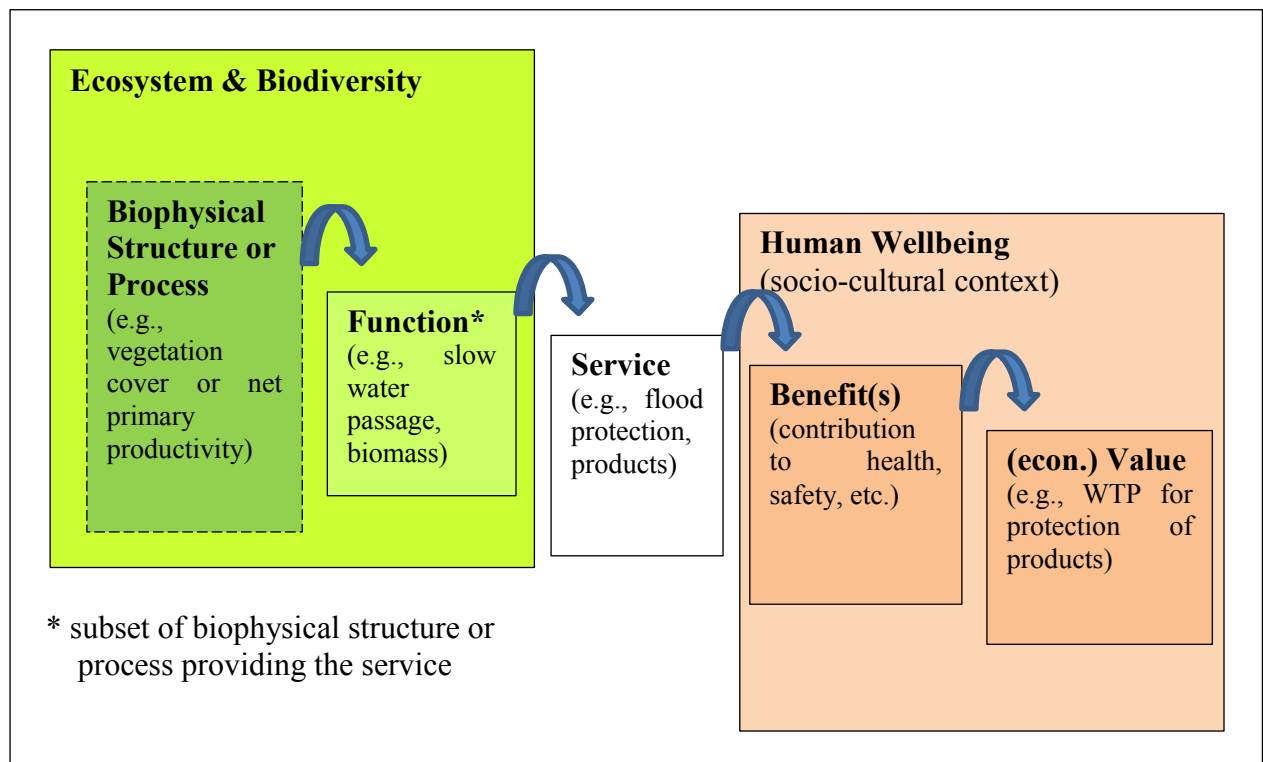 Ecosystem & Biodiversity
Biophysical
Structure or
Process
(e.g.,
vegetation
cover or net
primary
productivity)
Function*
(e.g., slow
water
passage,
biomass)
Service
(e.g., flood
protection,
products)
Human Wellbeing
(socio-cultural context)
Benefit(s)
(contribution
to health,
safety, etc.)
(econ.) Value
(e.g., WTP for
protection of
products)
* subset of biophysical structure or
process providing the service